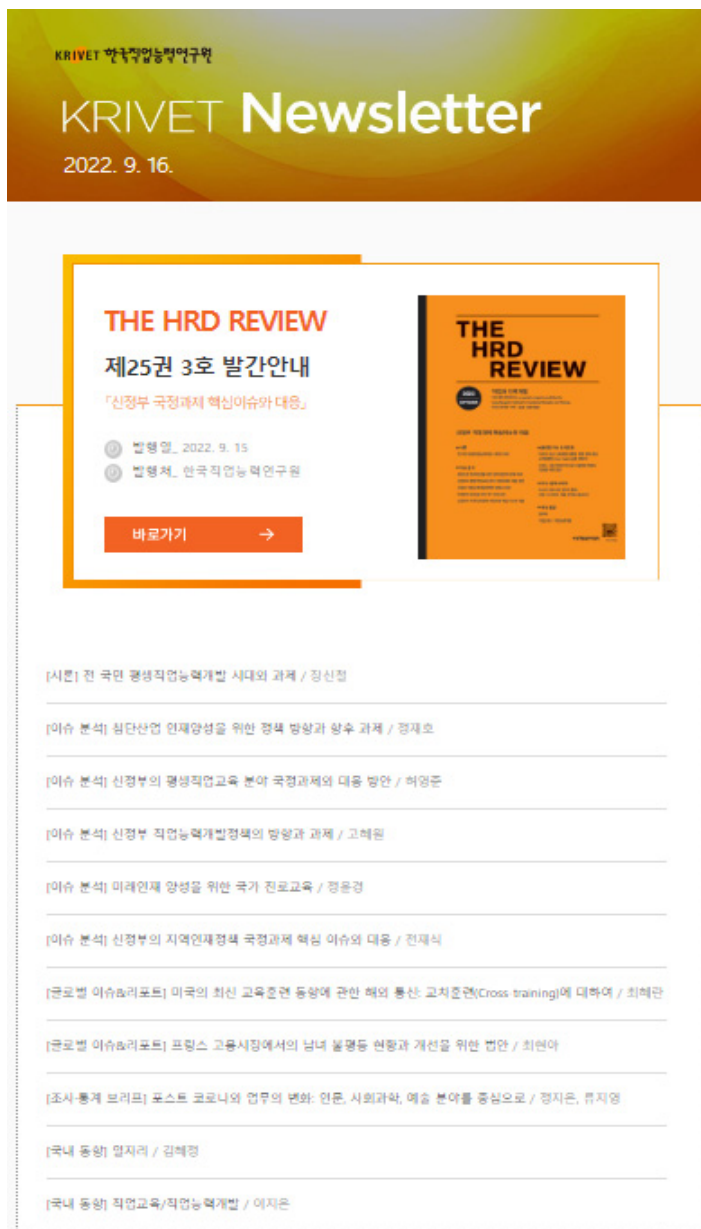 KRIVET 한국직업능력연구원
KRIVET Newsletter
2022. 9. 16.
THE HRD REVIEW
제25권 3호 발간안내
「신정부 국정과제 핵심이슈와 대응」
발행일_ 2022. 9. 15
발행처_ 한국직업능력연구원
바로가기 →
THE
HRD
REVIEW
[시론] 전 국민 평생직업능력개발 시대와 과제 / 장신철
[이슈 분석] 첨단산업 인재양성을 위한 정책 방향과 향후 과제 / 정재호
[이슈 분석] 신정부의 평생직업교육 분야 국정과제와 대응 방안 / 허영준
[이슈 분석] 신정부 직업능력개발정책의 방향과 과제 / 고혜원
[이슈 분석] 미래인재 양성을 위한 국가 진로교육 / 정윤경
[이슈 분석] 신정부의 지역인재정책 국정과제 핵심 이슈와 대응 / 전재식
[글로벌 이슈&리포트] 미국의 최신 교육훈련 동향에 관한 해외 통신: 교차훈련(Cross-training)에 대하여 / 최혜란
[글로벌 이슈&리포트] 프랑스 고용시장에서의 남녀 불평등 현황과 개선을 위한 법안 / 최현아
[조사·통계 브리프] 포스트 코로나와 업무의 변화: 인문, 사회과학, 예술 분야를 중심으로 / 정지은, 류지영
[국내 동향] 일자리 / 김혜정
[국내 동향] 직업교육/직업능력개발 / 이지은